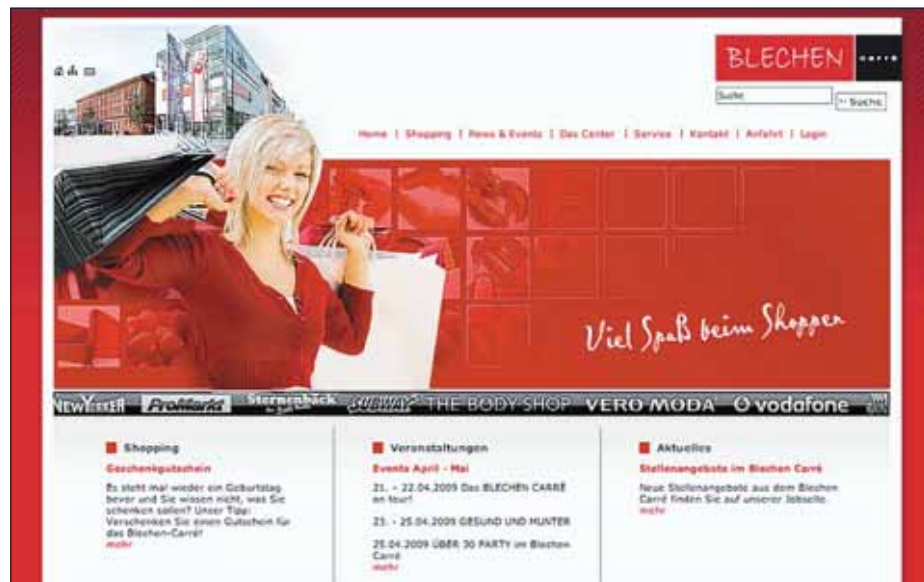 BLECHEN carré
Suche
Suche
Home | Shopping | News & Events | Das Center | Service | Kontakt | Anfahrt | Login
Viel Spaß beim Shoppen
NEWYORKER ProMarkt Sternenbäck SUBWAY THE BODY SHOP VERO MODA vodafone
Shopping
Geschenkgutschein
Es steht mal wieder ein Geburtstag
bevor und Sie wissen nicht, was Sie
schenken sollen? Unser Tipp:
Verschenken Sie einen Gutschein für
das Blechen-Carré!
mehr
Veranstaltungen
Events April - Mai
21. - 22.04.2009 Das BLECHEN CARRÉ
on tour!
23. - 25.04.2009 GESUND UND MUNTER
25.04.2009 ÜBER 30 PARTY im Blechen
Carré
mehr
Aktuelles
Stellenangebote im Blechen Carré
Neue Stellenangebote aus dem Blechen
Carré finden Sie auf unserer Jobseite.
mehr